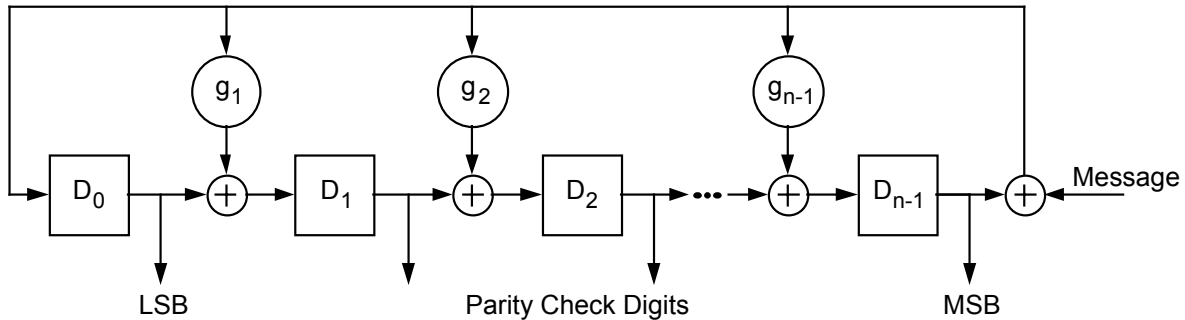 g1 g2 gn-1
D0 D1 D2 ••• Dn-1 Message
LSB Parity Check Digits MSB